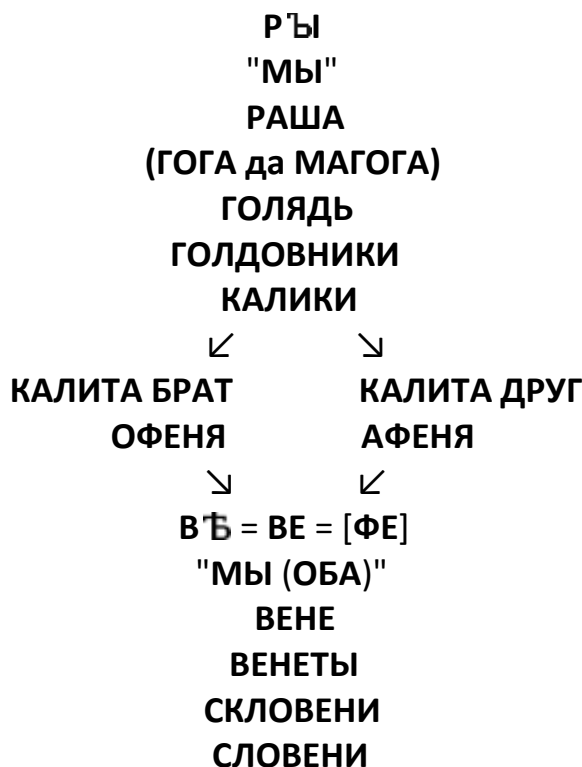 РꙐ
"МЫ"
РАША
(ГОГА да МАГОГА)
ГОЛЯДЬ
ГОЛДОВНИКИ
КАЛИКИ
↙ ↘
КАЛИТА БРАТ КАЛИТА ДРУГ
ОФЕНЯ АФЕНЯ
↘ ↙
ВѢ = ВЕ = [ФЕ]
"МЫ (ОБА)"
ВЕНЕ
ВЕНЕТЫ
СКЛОВЕНИ
СЛОВЕНИ